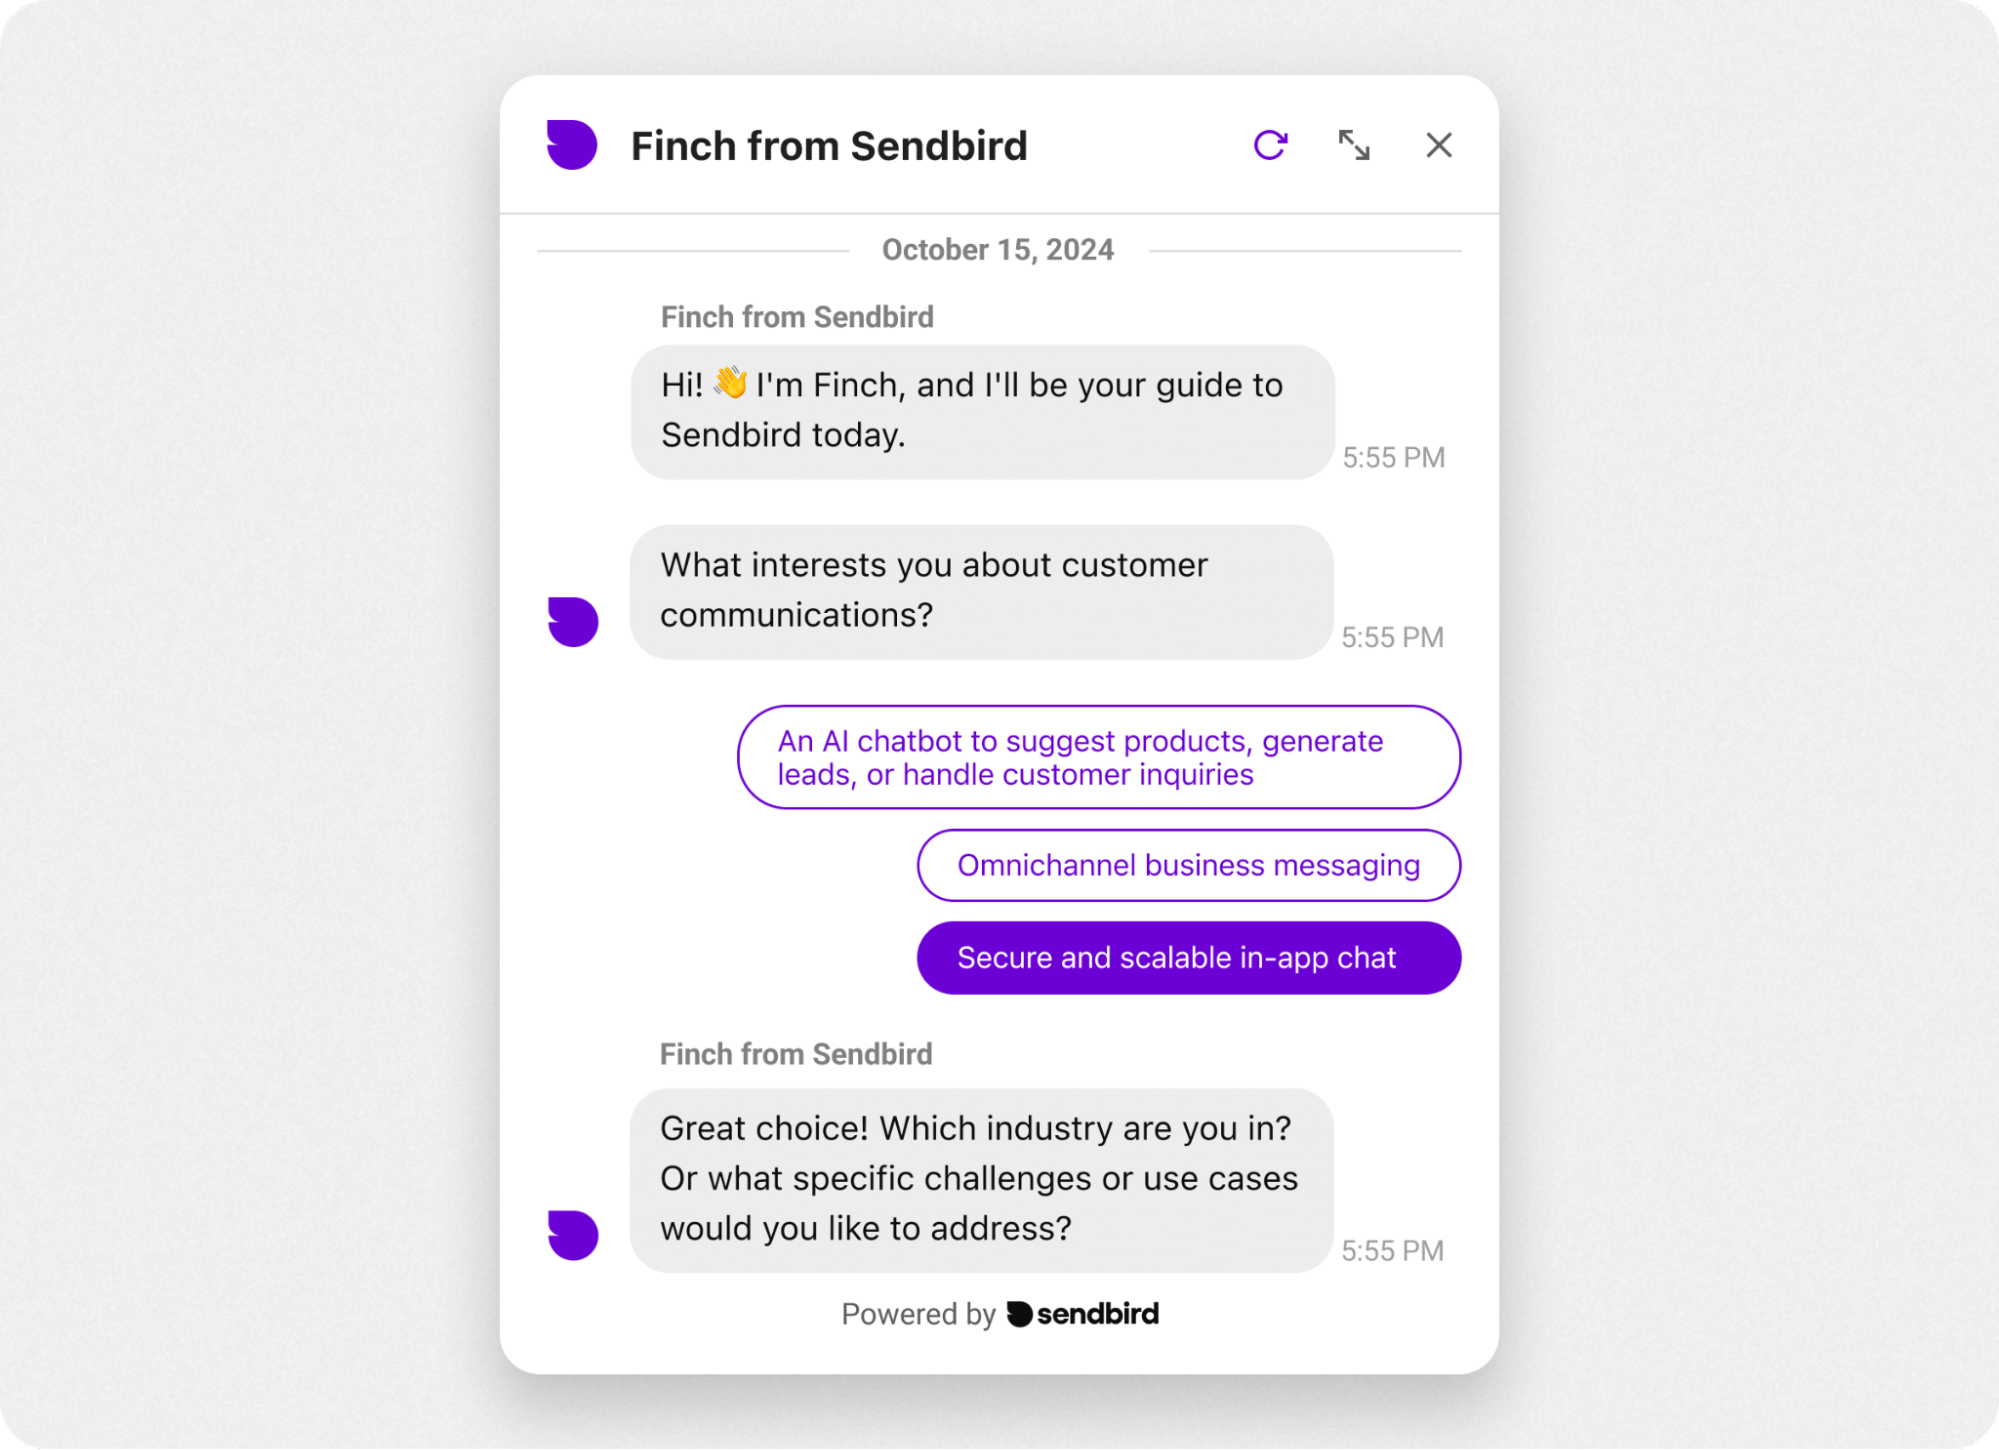 Finch from Sendbird
October 15, 2024
Finch from Sendbird
Hi! 👋 I'm Finch, and I'll be your guide to
Sendbird today.
5:55 PM
What interests you about customer
communications?
5:55 PM
An AI chatbot to suggest products, generate
leads, or handle customer inquiries
Omnichannel business messaging
Secure and scalable in-app chat
Finch from Sendbird
Great choice! Which industry are you in?
Or what specific challenges or use cases
would you like to address?
5:55 PM
Powered by sendbird